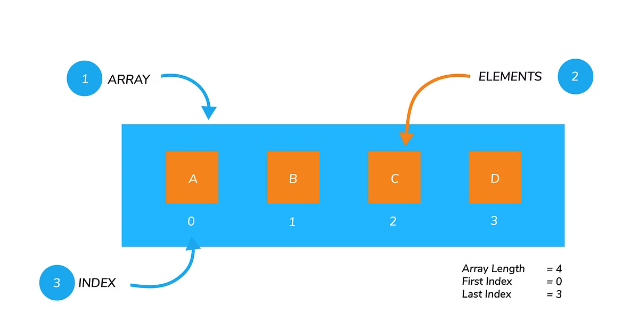 1 ARRAY
ELEMENTS 2
A B C D
0 1 2 3
3 INDEX
Array Length = 4
First Index = 0
Last Index = 3